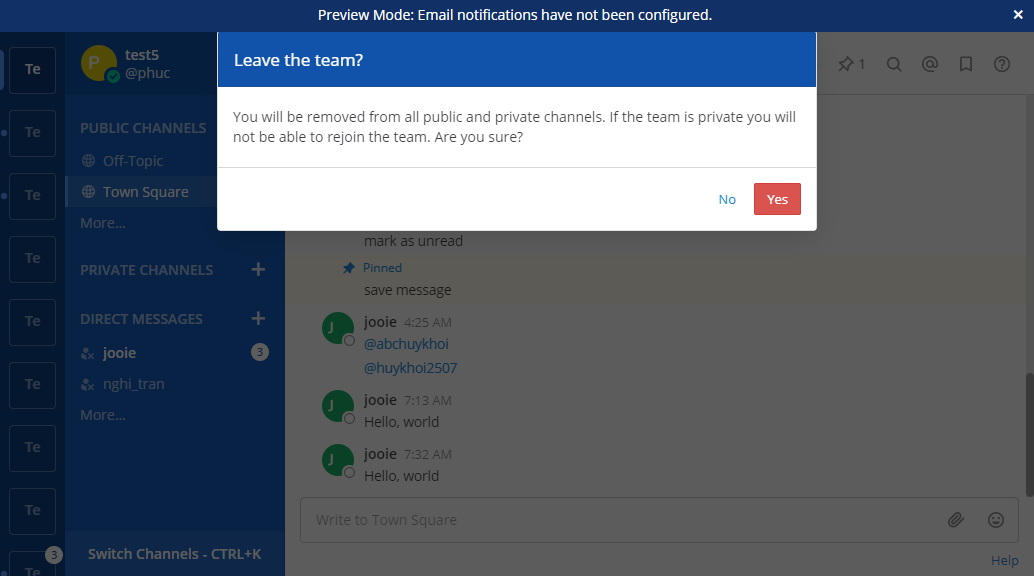 Preview Mode: Email notifications have not been configured.
Te
Te
Te
Te
Te
Te
Te
Te
3
Te
P
test5
@phuc
PUBLIC CHANNELS
Off-Topic
Town Square
More...
PRIVATE CHANNELS
DIRECT MESSAGES
jooie
3
nghi_tran
More...
Switch Channels - CTRL+K
1
Leave the team?
You will be removed from all public and private channels. If the team is private you will
not be able to rejoin the team. Are you sure?
No
Yes
mark as unread
Pinned
save message
J
jooie 4:25 AM
@abchuykhoi
@huykhoi2507
J
jooie 7:13 AM
Hello, world
J
jooie 7:32 AM
Hello, world
Write to Town Square
Help